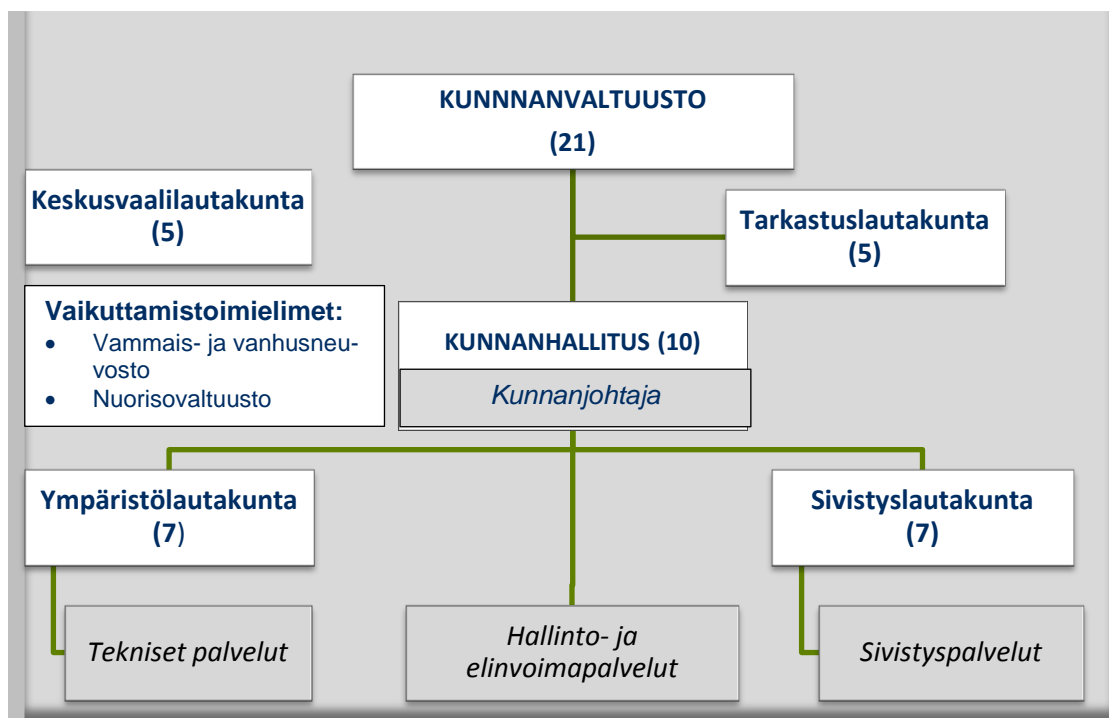 KUNNNANVALTUUSTO
(21)
Keskusvaalilautakunta
(5)
Tarkastuslautakunta
(5)
Vaikuttamistoimielimet:
• Vammais- ja vanhusneu-
vosto
• Nuorisovaltuusto
KUNNANHALLITUS (10)
Kunnanjohtaja
Ympäristölautakunta
(7)
Sivistyslautakunta
(7)
Tekniset palvelut
Hallinto- ja
elinvoimapalvelut
Sivistyspalvelut